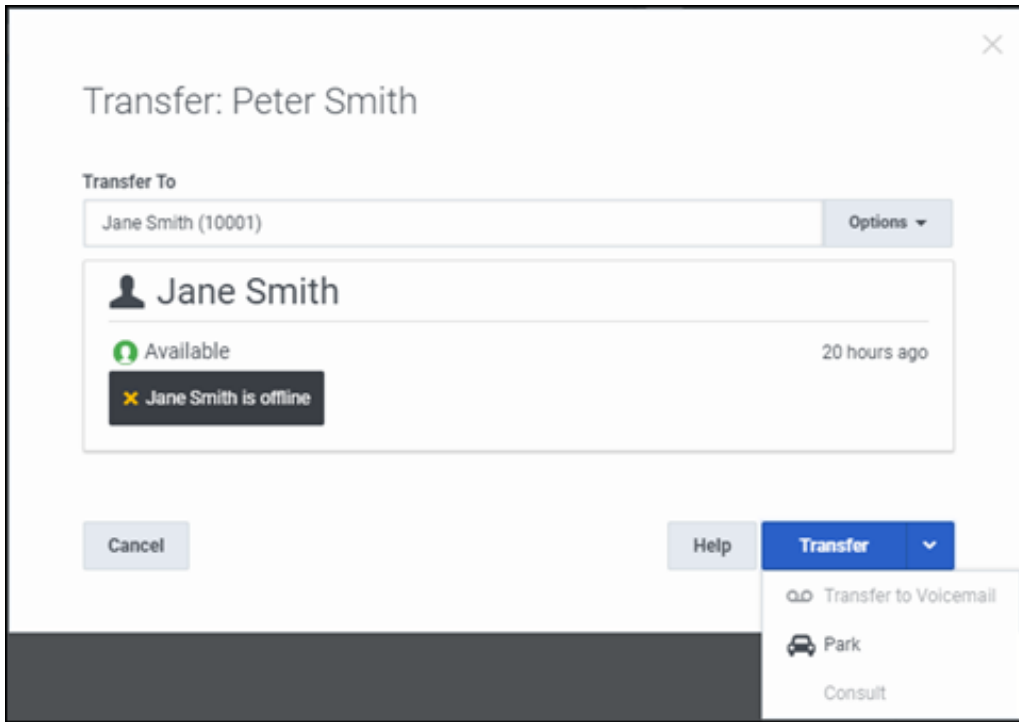 Transfer: Peter Smith
Transfer To
Jane Smith (10001)
Options
Jane Smith
Available
20 hours ago
Jane Smith is offline
Cancel
Help
Transfer
Transfer to Voicemail
Park
Consult